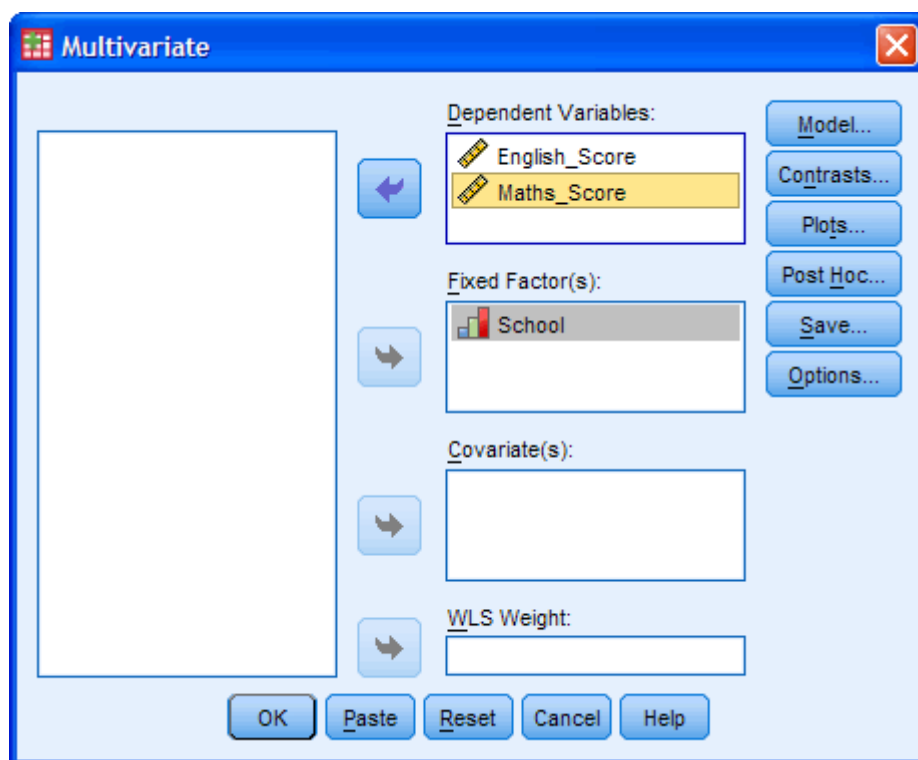 Multivariate
Dependent Variables:
English_Score
Maths_Score
Fixed Factor(s):
School
Covariate(s):
WLS Weight:
Model...
Contrasts...
Plots...
Post Hoc...
Save...
Options...
OK Paste Reset Cancel Help